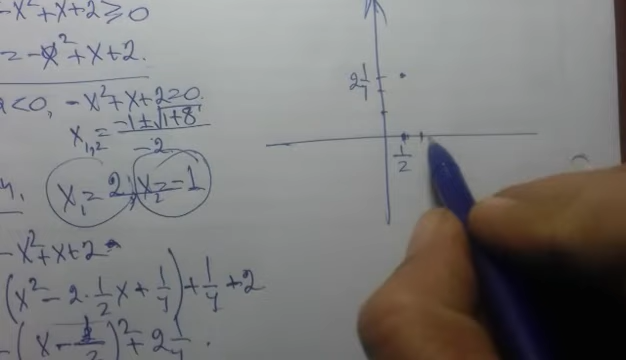 -x²+x+2≥0
=-x²+x+2.
a<0, -x²+x+2=0.
x₁,₂= -1±√1+8 / -2
x₁=2; x₂=-1
-x²+x+2=
(x²-2·1/2x+1/4)+1/4+2
-(x-1/2)²+2 1/4.
2 1/4
1/2